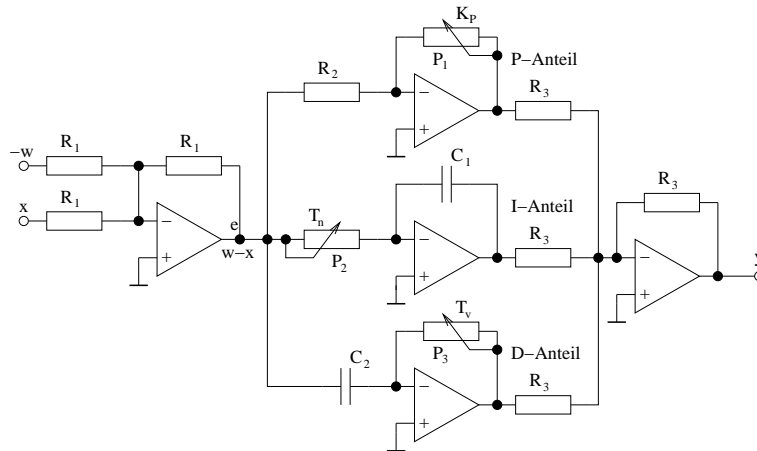 K_P
P_1
P−Anteil
R_2
−
+
R_3
−w
R_1
R_1
x
R_1
−
+
e
w−x
T_n
P_2
C_1
−
+
I−Anteil
R_3
R_3
−
+
y
T_v
P_3
D−Anteil
C_2
−
+
R_3